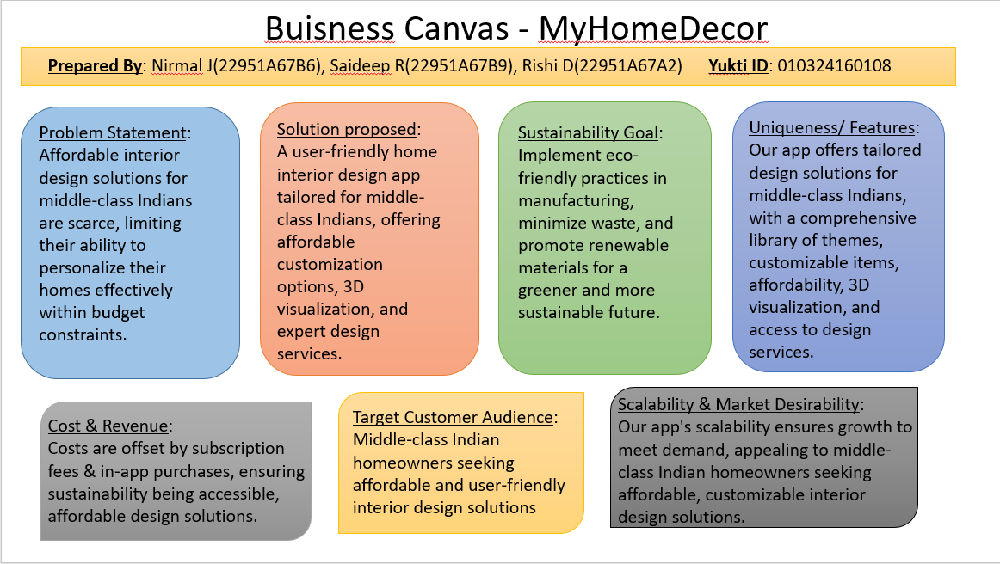 Buisness Canvas - MyHomeDecor
Prepared By: Nirmal J(22951A67B6), Saideep R(22951A67B9), Rishi D(22951A67A2) Yukti ID: 010324160108
Problem Statement:
Affordable interior
design solutions for
middle-class Indians
are scarce, limiting
their ability to
personalize their
homes effectively
within budget
constraints.
Solution proposed:
A user-friendly home
interior design app
tailored for middle-
class Indians, offering
affordable
customization
options, 3D
visualization, and
expert design
services.
Sustainability Goal:
Implement eco-
friendly practices in
manufacturing,
minimize waste, and
promote renewable
materials for a
greener and more
sustainable future.
Uniqueness/ Features:
Our app offers tailored
design solutions for
middle-class Indians,
with a comprehensive
library of themes,
customizable items,
affordability, 3D
visualization, and
access to design
services.
Cost & Revenue:
Costs are offset by subscription
fees & in-app purchases, ensuring
sustainability being accessible,
affordable design solutions.
Target Customer Audience:
Middle-class Indian
homeowners seeking
affordable and user-friendly
interior design solutions
Scalability & Market Desirability:
Our app's scalability ensures growth to
meet demand, appealing to middle-
class Indian homeowners seeking
affordable, customizable interior
design solutions.